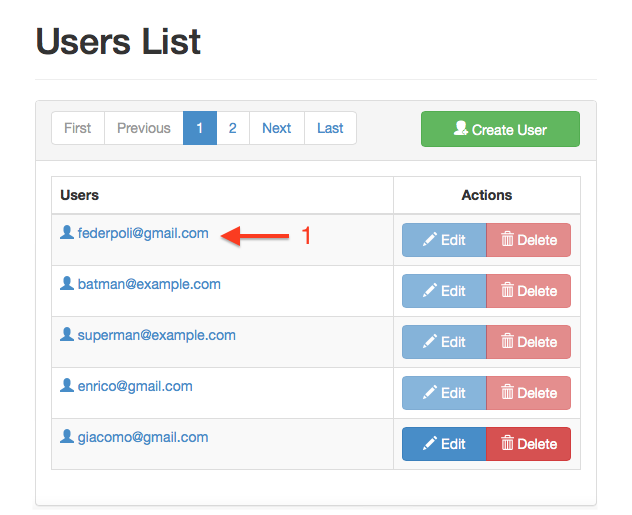 Users List
First Previous 1 2 Next Last Create User
Users Actions
federpoli@gmail.com 1 Edit Delete
batman@example.com Edit Delete
superman@example.com Edit Delete
enrico@gmail.com Edit Delete
giacomo@gmail.com Edit Delete